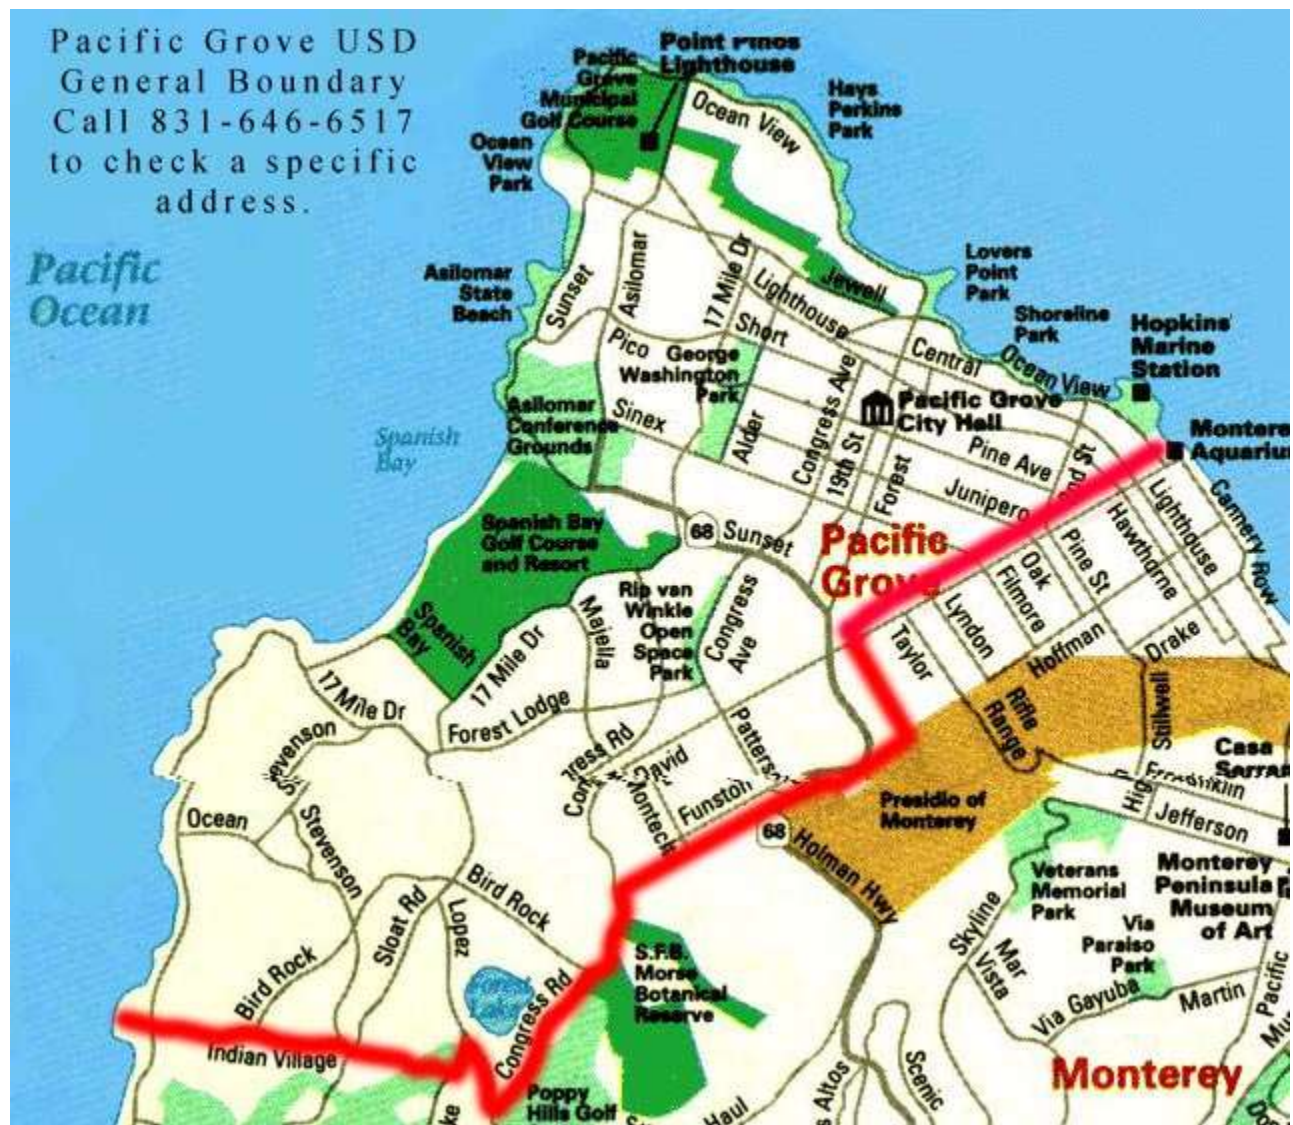 Pacific Grove USD
General Boundary
Call 831-646-6517
to check a specific
address.
Pacific
Ocean
Point Pinos
Lighthouse
Pacific
Grove
Municipal
Golf Course
Ocean
View
Park
Ocean View
Hays
Perkins
Park
Asilomar
State
Beach
Sunset
Asilomar
17 Mile Dr
Lighthouse
Jewell
Lovers
Point
Park
Shoreline
Park
Hopkins
Marine
Station
Short
Pico
George
Washington
Park
Central
Ocean View
Spanish
Bay
Asilomar
Conference
Grounds
Sinex
Alder
Congress Ave
19th St
Pacific Grove
City Hall
Pine Ave
Forest
Junipero
St
Aquarium
Lighthouse
Cannery Row
Hawthorne
68
Sunset
Pacific
Grove
Spanish Bay
Golf Course
and Resort
Pine St
Oak
Filmore
Lyndon
Taylor
Hoffman
Drake
Rip van
Winkle
Open
Space
Park
Congress
Ave
Majella
Spanish
Bay
17 Mile Dr
17 Mile Dr
Forest Lodge
Stevenson
Rifle
Range
Stillwell
Casa
David
Funston
Presidio of
Monterey
68
Holman Hwy
Jefferson
Ocean
Stevenson
Bird Rock
Sloat Rd
Lopez
Bird Rock
Veterans
Memorial
Park
Monterey
Peninsula
Museum
of Art
Skyline
Mar
Vista
Via
Paraiso
Park
Via Gayuba
Martin
Pacific
S.F.B.
Morse
Botanical
Reserve
Congress Rd
Indian Village
Poppy
Hills Golf
Haul
Altos
Scenic
Monterey